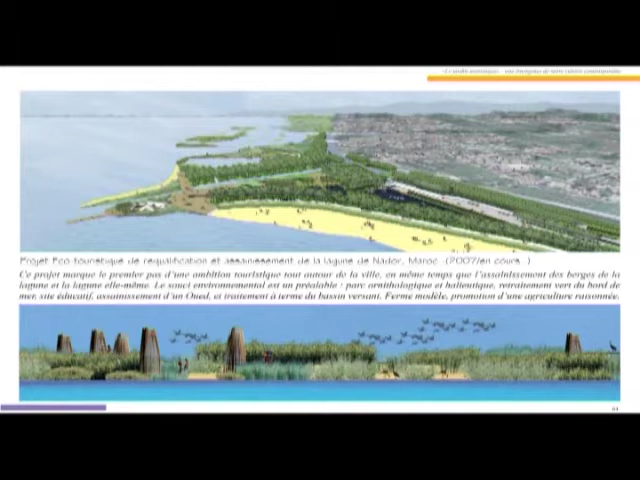 Projet Eco-touristique de requalification et assainissement de la lagune de Nador, Maroc (2007/en cours...)
Ce projet marque le premier pas d'une ambition touristique tout autour de la ville, en même temps que l'assainissement des berges de la
lagune et la lagune elle-même. Le souci environnemental est un préalable : parc ornithologique et halieutique, retraitement vert du bord de
mer, site éducatif, assainissement d'un Oued, et traitement à terme du bassin versant. Ferme modèle, promotion d'une agriculture raisonnée.